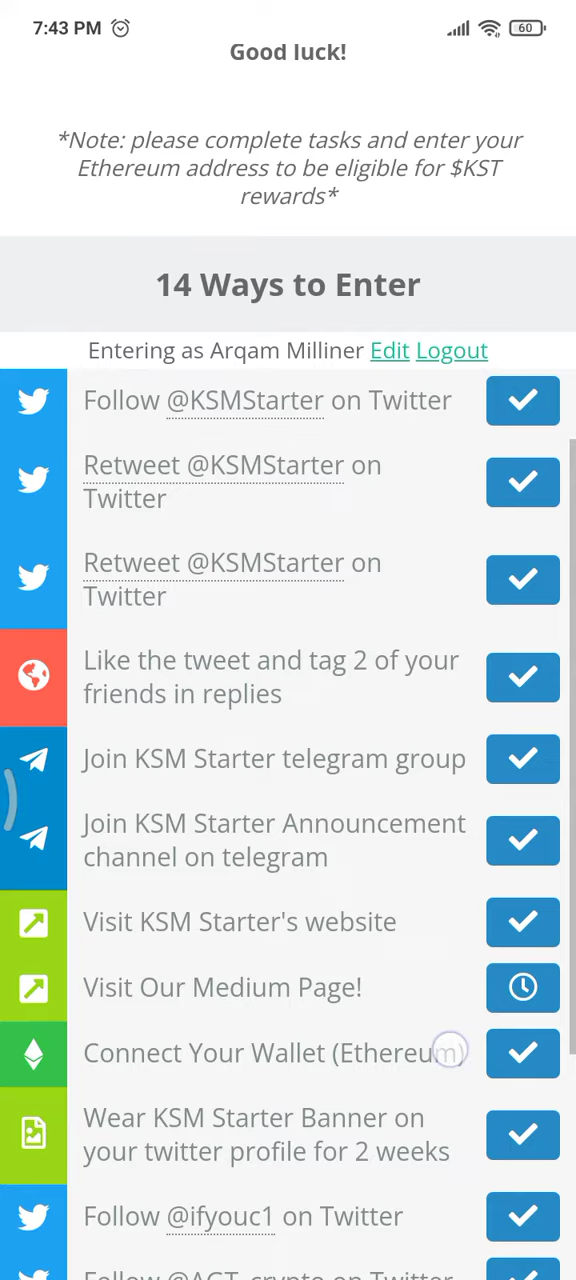 7:43 PM
60
Good luck!
*Note: please complete tasks and enter your
Ethereum address to be eligible for $KST
rewards*
14 Ways to Enter
Entering as Arqam Milliner Edit Logout
Follow @KSMStarter on Twitter
Retweet @KSMStarter on
Twitter
Retweet @KSMStarter on
Twitter
Like the tweet and tag 2 of your
friends in replies
Join KSM Starter telegram group
Join KSM Starter Announcement
channel on telegram
Visit KSM Starter's website
Visit Our Medium Page!
Connect Your Wallet (Ethereum)
Wear KSM Starter Banner on
your twitter profile for 2 weeks
Follow @ifyouc1 on Twitter
Follow @AGT_crypto on Twitter